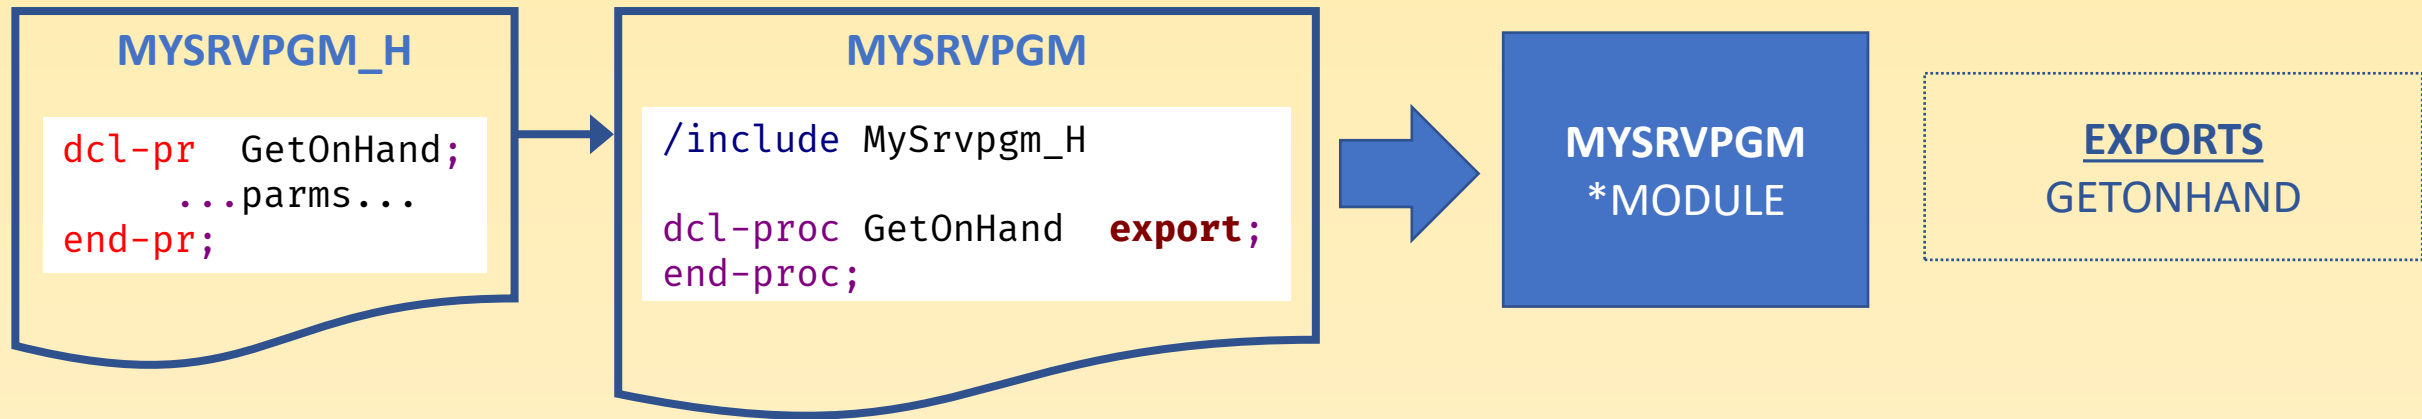 MYSRVPGM_H
dcl-pr GetOnHand;
...parms...
end-pr;
MYSRVPGM
/include MySrvpgm_H
dcl-proc GetOnHand export;
end-proc;
MYSRVPGM
*MODULE
EXPORTS
GETONHAND